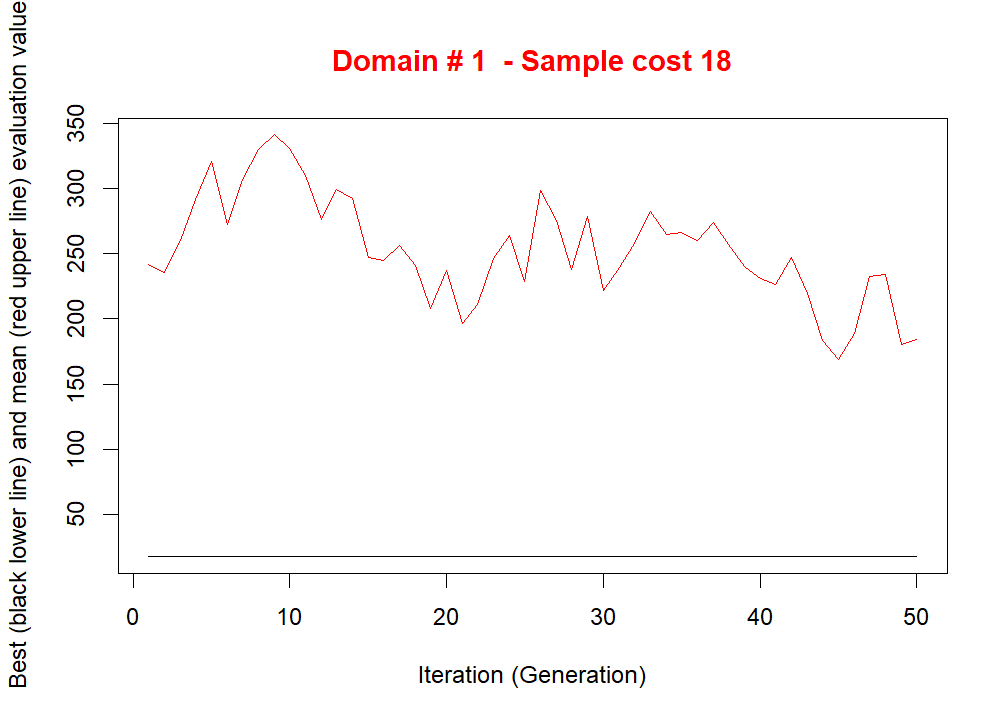 Domain # 1 - Sample cost 18
Best (black lower line) and mean (red upper line) evaluation value
350
300
250
200
150
100
50
0 10 20 30 40 50
Iteration (Generation)